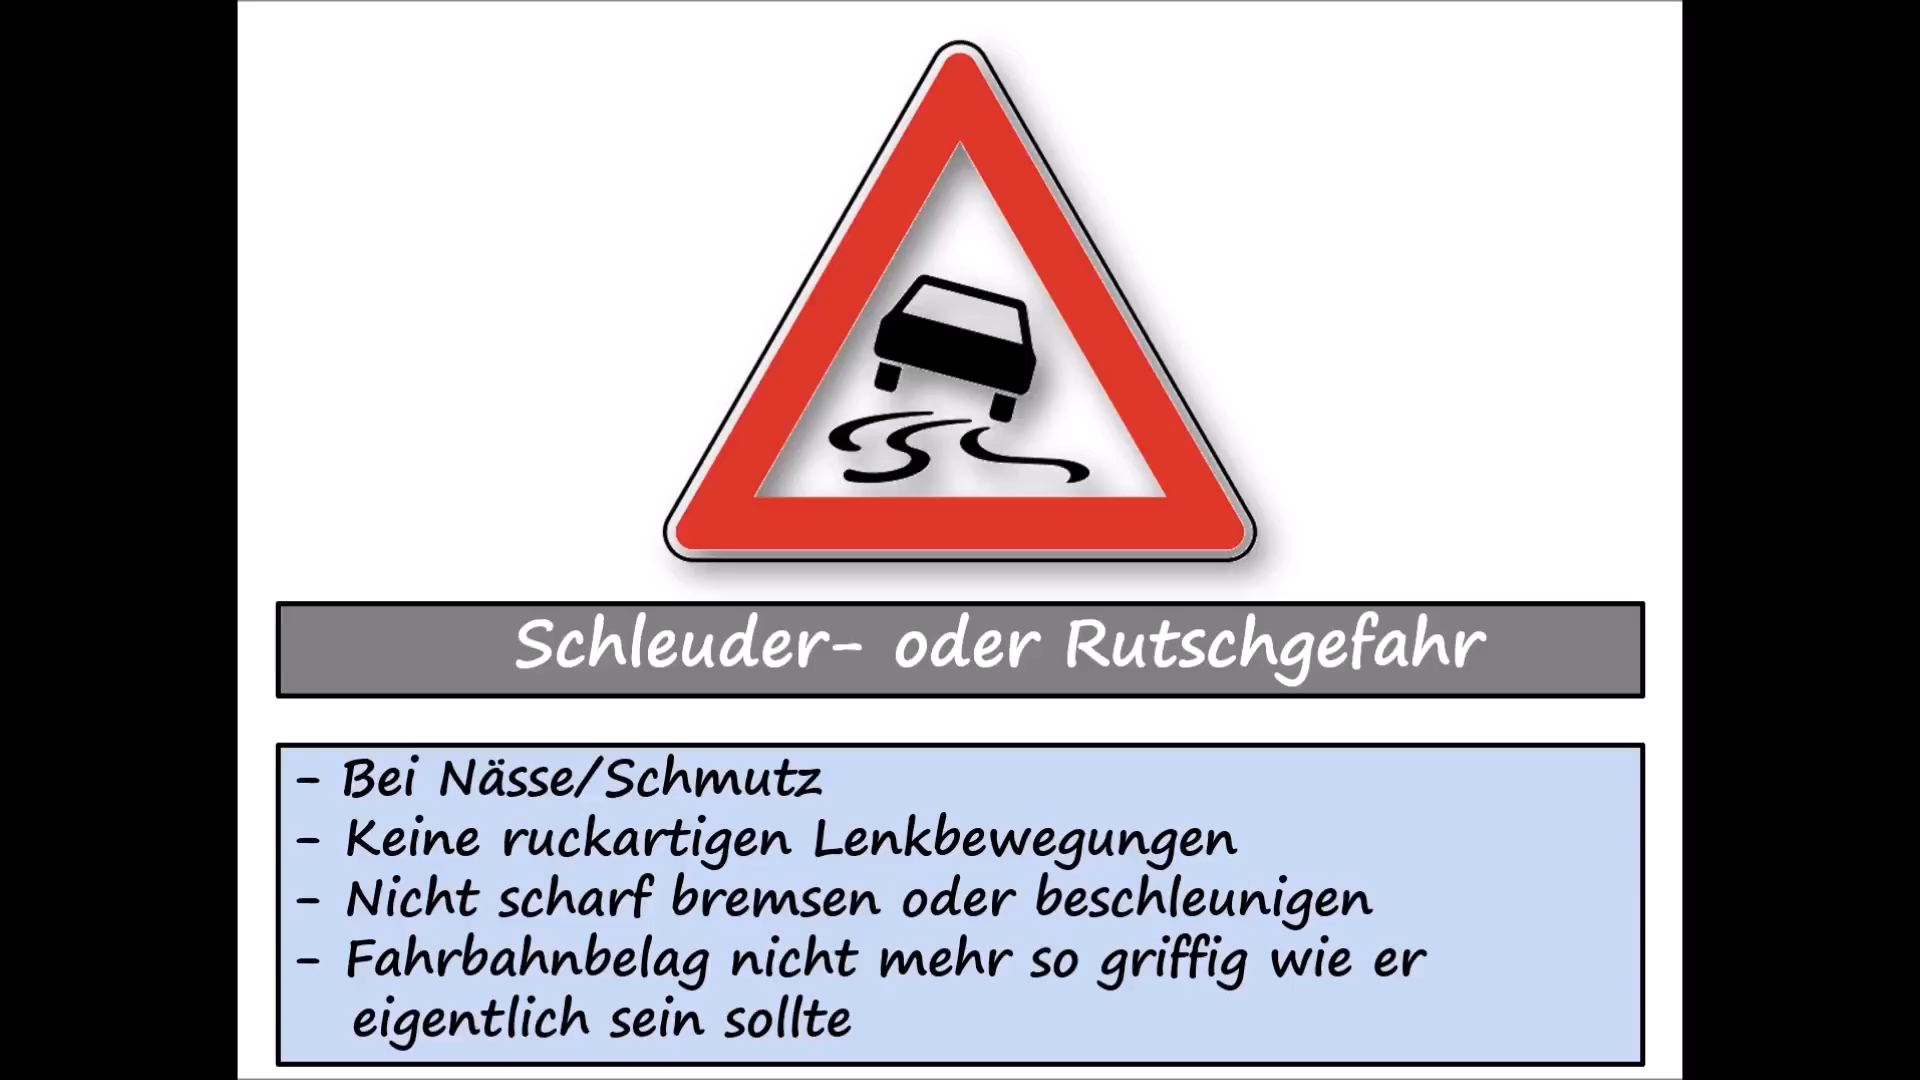 Schleuder- oder Rutschgefahr
- Bei Nässe/Schmutz
- Keine ruckartigen Lenkbewegungen
- Nicht scharf bremsen oder beschleunigen
- Fahrbahnbelag nicht mehr so griffig wie er
eigentlich sein sollte